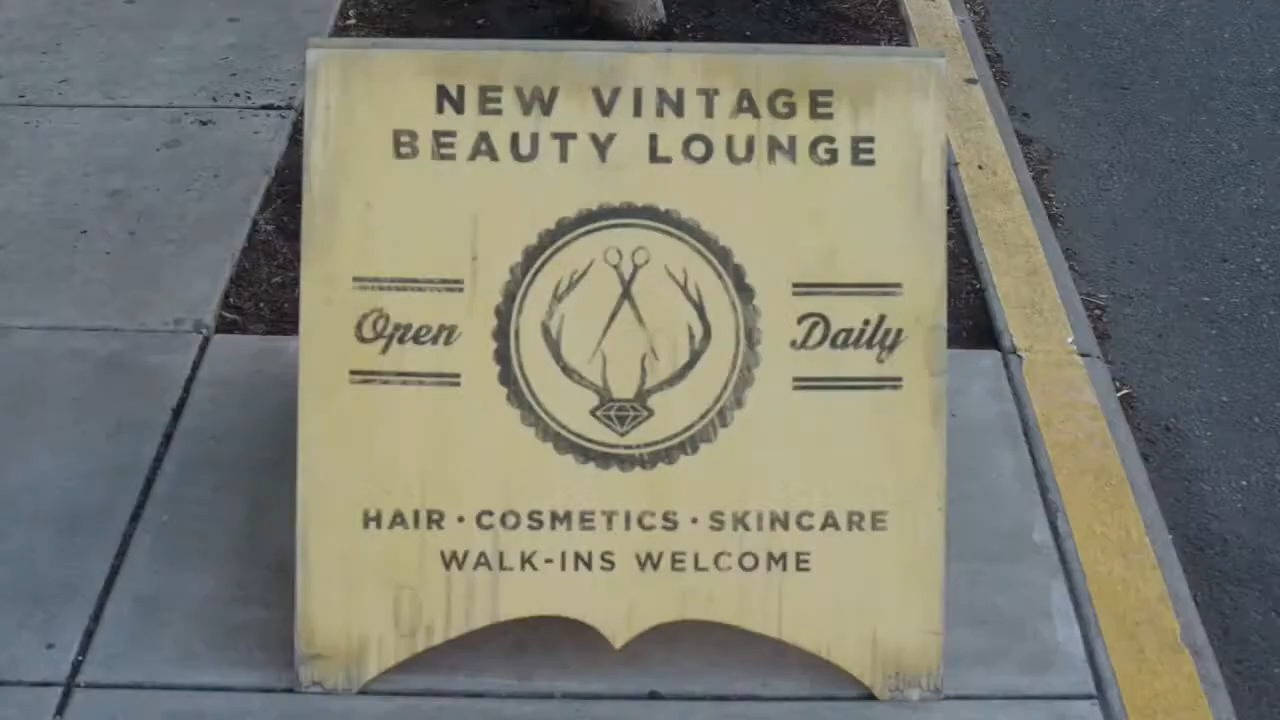 NEW VINTAGE
BEAUTY LOUNGE
Open
Daily
HAIR · COSMETICS · SKINCARE
WALK-INS WELCOME